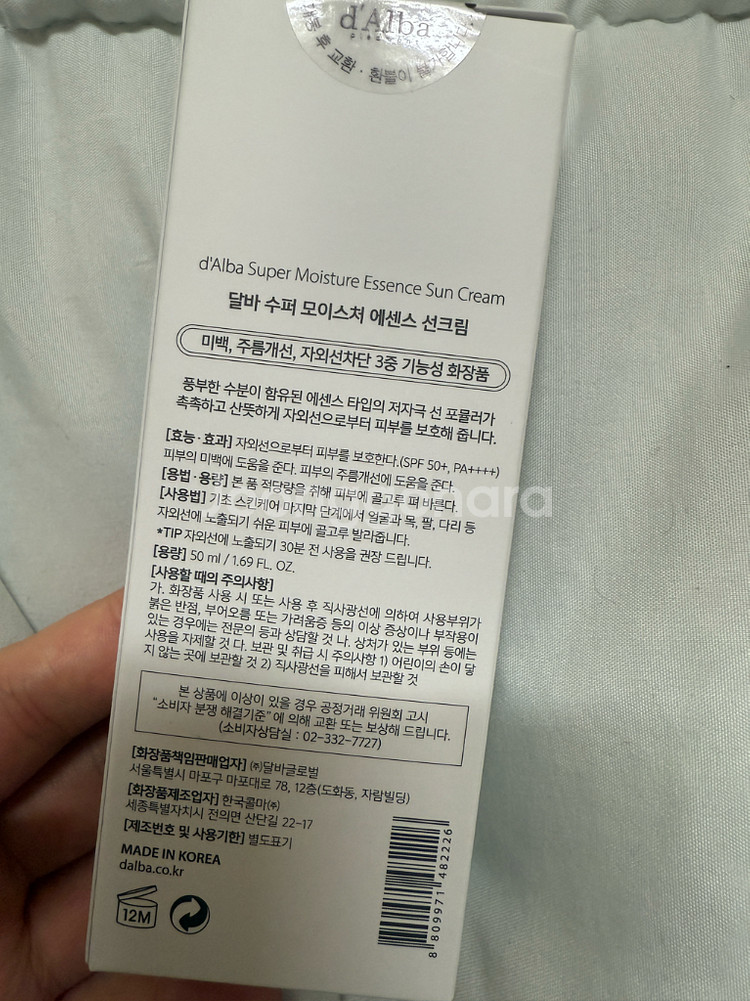 d'Alba
개봉 후 교환·환불이 불가합니다
d'Alba Super Moisture Essence Sun Cream
달바 수퍼 모이스처 에센스 선크림
미백, 주름개선, 자외선차단 3중 기능성 화장품
풍부한 수분이 함유된 에센스 타입의 저자극 선 포뮬러가
촉촉하고 산뜻하게 자외선으로부터 피부를 보호해 줍니다.
[효능·효과] 자외선으로부터 피부를 보호한다.(SPF 50+, PA++++)
피부의 미백에 도움을 준다. 피부의 주름개선에 도움을 준다.
[용법·용량] 본 품 적당량을 취해 피부에 골고루 펴 바른다.
[사용법] 기초 스킨케어 마지막 단계에서 얼굴과 목, 팔, 다리 등
자외선에 노출되기 쉬운 피부에 골고루 발라줍니다.
*TIP 자외선에 노출되기 30분 전 사용을 권장 드립니다.
[용량] 50 ml / 1.69 FL. OZ.
[사용할 때의 주의사항]
가. 화장품 사용 시 또는 사용 후 직사광선에 의하여 사용부위가
붉은 반점, 부어오름 또는 가려움증 등의 이상 증상이나 부작용이
있는 경우에는 전문의 등과 상담할 것 나. 상처가 있는 부위 등에는
사용을 자제할 것 다. 보관 및 취급 시 주의사항 1) 어린이의 손이 닿
지 않는 곳에 보관할 것 2) 직사광선을 피해서 보관할 것
본 상품에 이상이 있을 경우 공정거래 위원회 고시
"소비자 분쟁 해결기준"에 의해 교환 또는 보상해 드립니다.
(소비자상담실 : 02-332-7727)
[화장품책임판매업자] ㈜달바글로벌
서울특별시 마포구 마포대로 78, 12층(도화동, 자람빌딩)
[화장품제조업자] 한국콜마㈜
세종특별자치시 전의면 산단길 22-17
[제조번호 및 사용기한] 별도표기
MADE IN KOREA
dalba.co.kr
12M
8 809971 482226